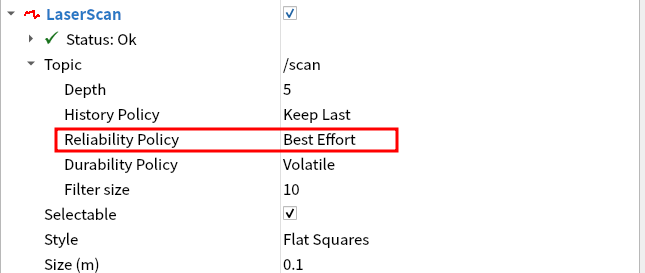 LaserScan
Status: Ok
Topic /scan
Depth 5
History Policy Keep Last
Reliability Policy Best Effort
Durability Policy Volatile
Filter size 10
Selectable
Style Flat Squares
Size (m) 0.1